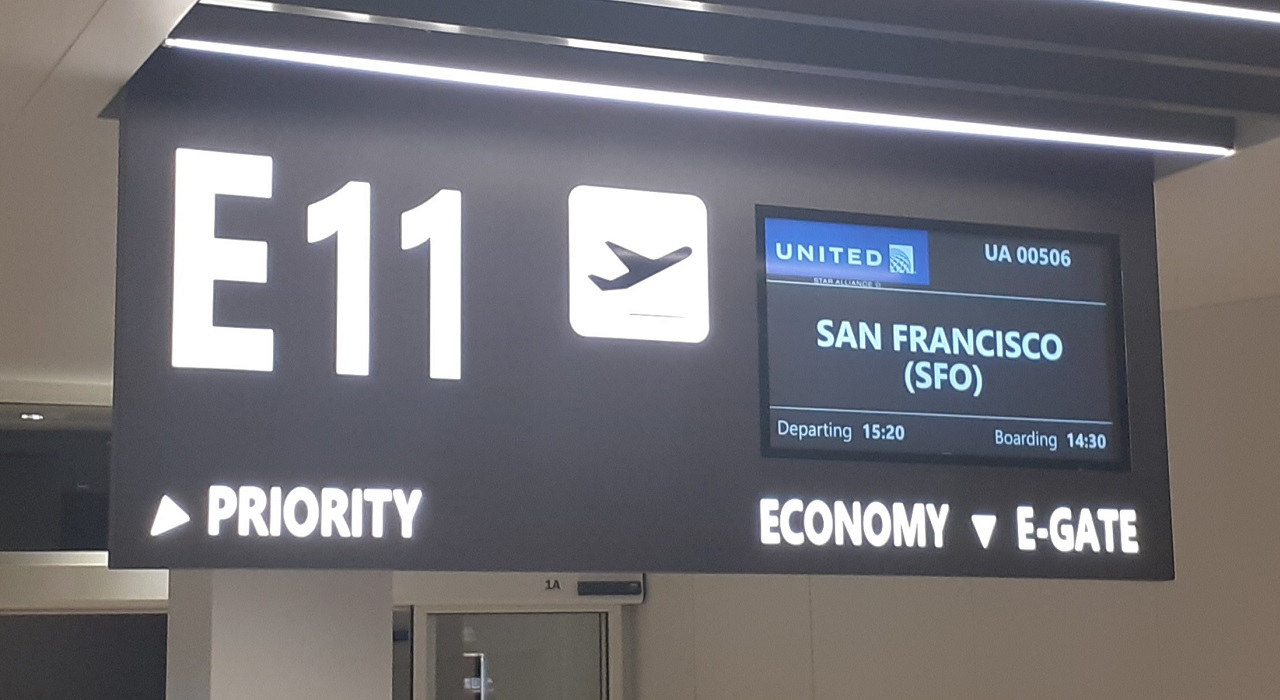 E11
UNITED
STAR ALLIANCE
UA 00506
SAN FRANCISCO
(SFO)
Departing 15:20
Boarding 14:30
PRIORITY
ECONOMY
E-GATE
1A